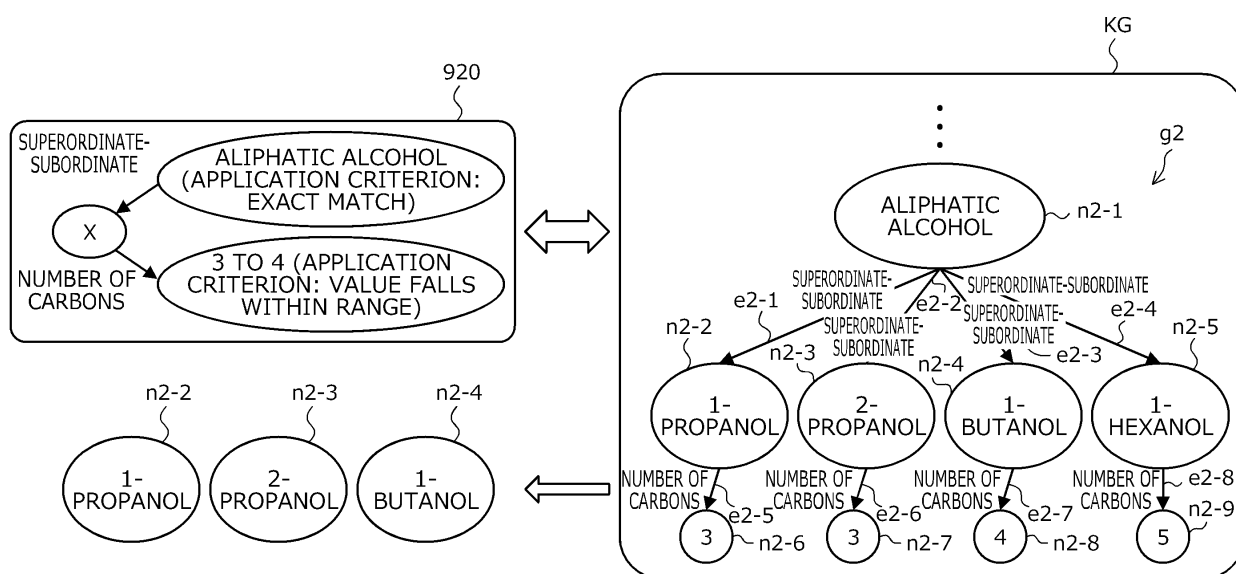 920
SUPERORDINATE-
SUBORDINATE
ALIPHATIC ALCOHOL
(APPLICATION CRITERION:
EXACT MATCH)
X
NUMBER OF
CARBONS
3 TO 4 (APPLICATION
CRITERION: VALUE FALLS
WITHIN RANGE)
n2-2
n2-3
n2-4
1-
PROPANOL
2-
PROPANOL
1-
BUTANOL
KG
g2
ALIPHATIC
ALCOHOL
n2-1
SUPERORDINATE-
SUBORDINATE
e2-1
SUPERORDINATE-
SUBORDINATE
e2-2
SUPERORDINATE-
SUBORDINATE
e2-3
SUPERORDINATE-SUBORDINATE
e2-4
n2-2
n2-3
n2-4
n2-5
1-
PROPANOL
2-
PROPANOL
1-
BUTANOL
1-
HEXANOL
NUMBER OF
CARBONS
e2-5
NUMBER OF
CARBONS
e2-6
NUMBER OF
CARBONS
e2-7
NUMBER OF
CARBONS
e2-8
3
n2-6
3
n2-7
4
n2-8
5
n2-9